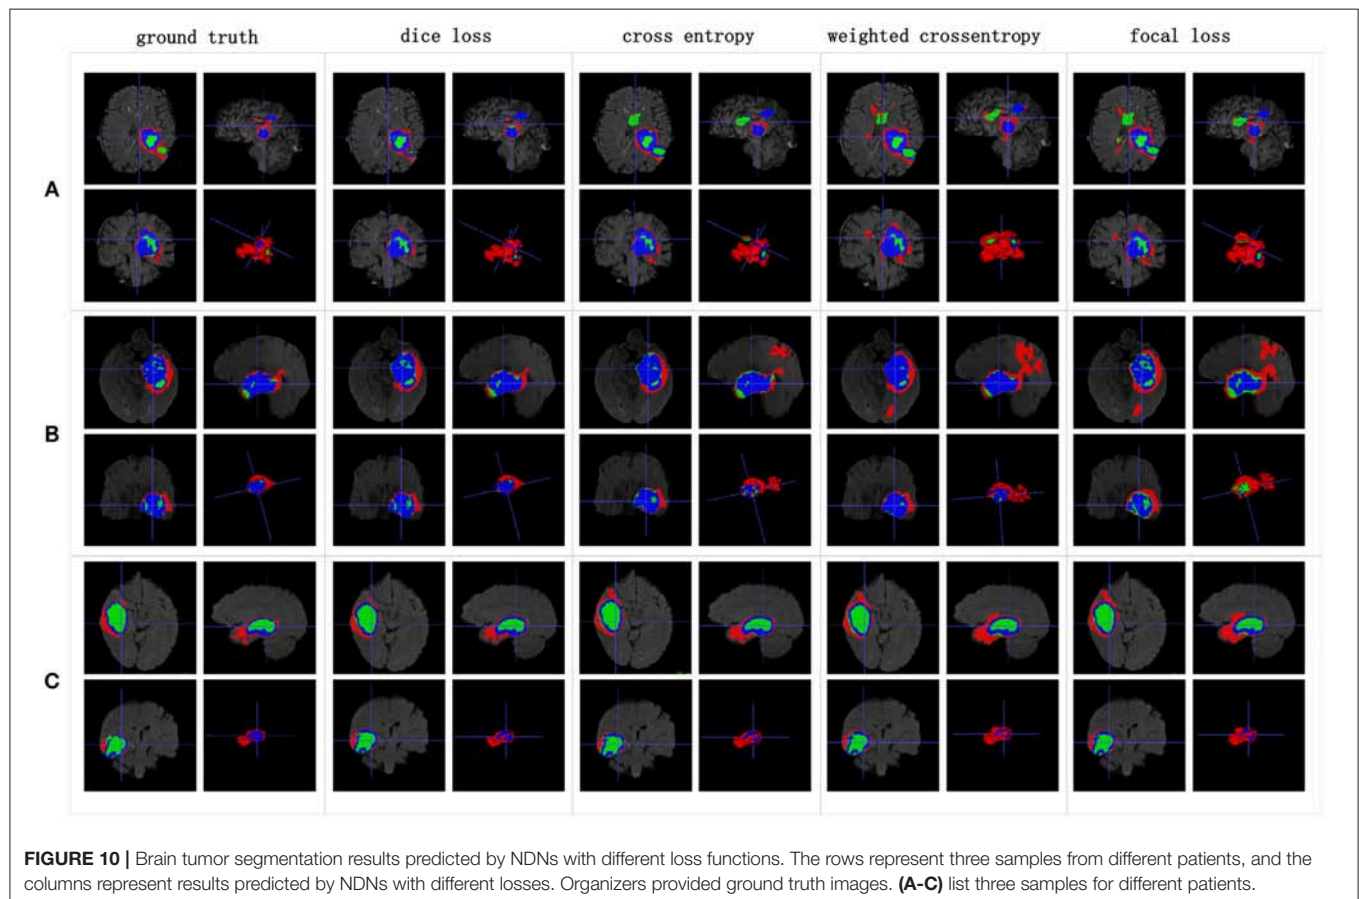 ground truth dice loss cross entropy weighted crossentropy focal loss
A
B
C
FIGURE 10 | Brain tumor segmentation results predicted by NDNs with different loss functions. The rows represent three samples from different patients, and the
columns represent results predicted by NDNs with different losses. Organizers provided ground truth images. (A-C) list three samples for different patients.